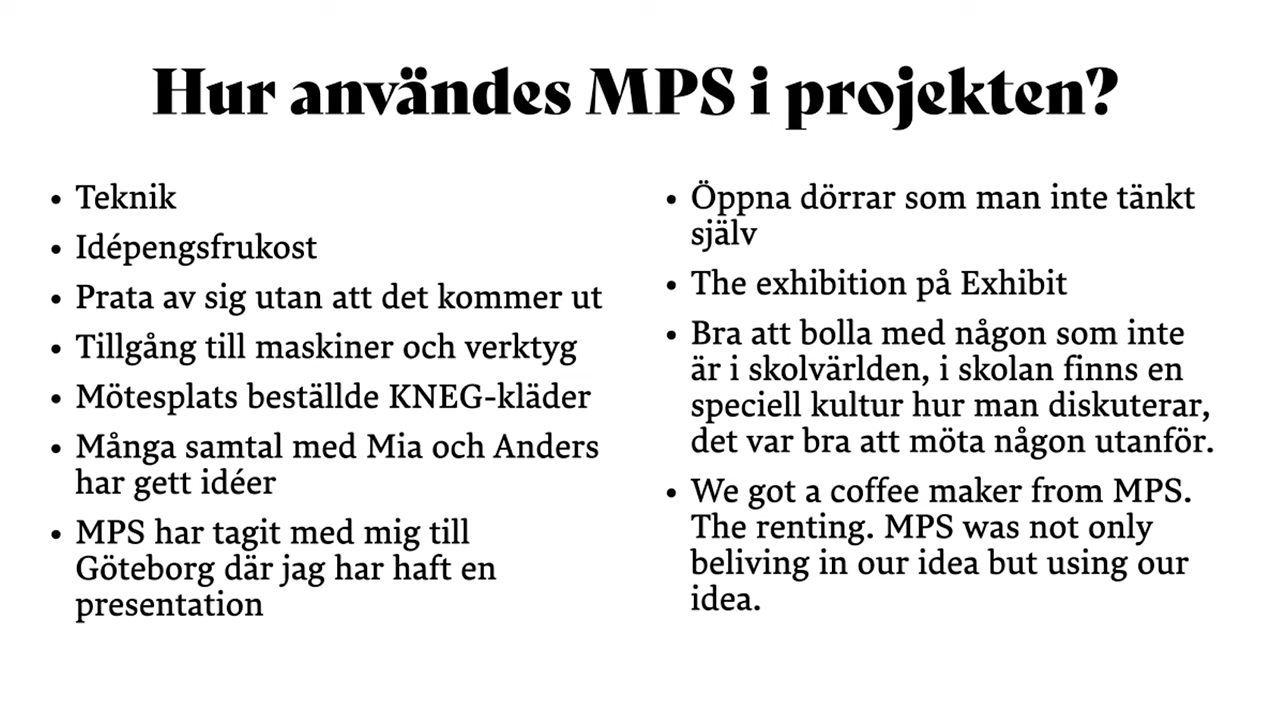 Hur användes MPS i projekten?
• Teknik
• Idépengsfrukost
• Prata av sig utan att det kommer ut
• Tillgång till maskiner och verktyg
• Mötesplats beställde KNEG-kläder
• Många samtal med Mia och Anders
har gett idéer
• MPS har tagit med mig till
Göteborg där jag har haft en
presentation
• Öppna dörrar som man inte tänkt
själv
• The exhibition på Exhibit
• Bra att bolla med någon som inte
är i skolvärlden, i skolan finns en
speciell kultur hur man diskuterar,
det var bra att möta någon utanför.
• We got a coffee maker from MPS.
The renting. MPS was not only
beliving in our idea but using our
idea.